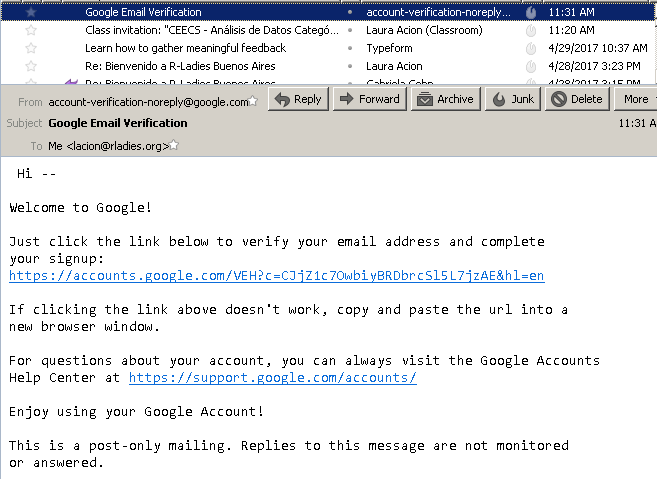 Google Email Verification account-verification-noreply... 11:31 AM
Class invitation: "CEEC5 - Análisis de Datos Categó... Laura Acion (Classroom) 11:20 AM
Learn how to gather meaningful feedback Typeform 4/29/2017 10:37 AM
Re: Bienvenido a R-Ladies Buenos Aires Laura Acion 4/28/2017 3:23 PM
Re: Bienvenido a R-Ladies Buenos Aires Gabriela Cohn 4/28/2017 3:15 PM
From account-verification-noreply@google.com Reply Forward Archive Junk Delete More
Subject Google Email Verification 11:31 A
To Me <lacion@rladies.org>
Hi --
Welcome to Google!
Just click the link below to verify your email address and complete
your signup:
https://accounts.google.com/VEH?c=CJjZ1c7OwbiyBRDbrcSl5L7jzAE&hl=en
If clicking the link above doesn't work, copy and paste the url into a
new browser window.
For questions about your account, you can always visit the Google Accounts
Help Center at https://support.google.com/accounts/
Enjoy using your Google Account!
This is a post-only mailing. Replies to this message are not monitored
or answered.